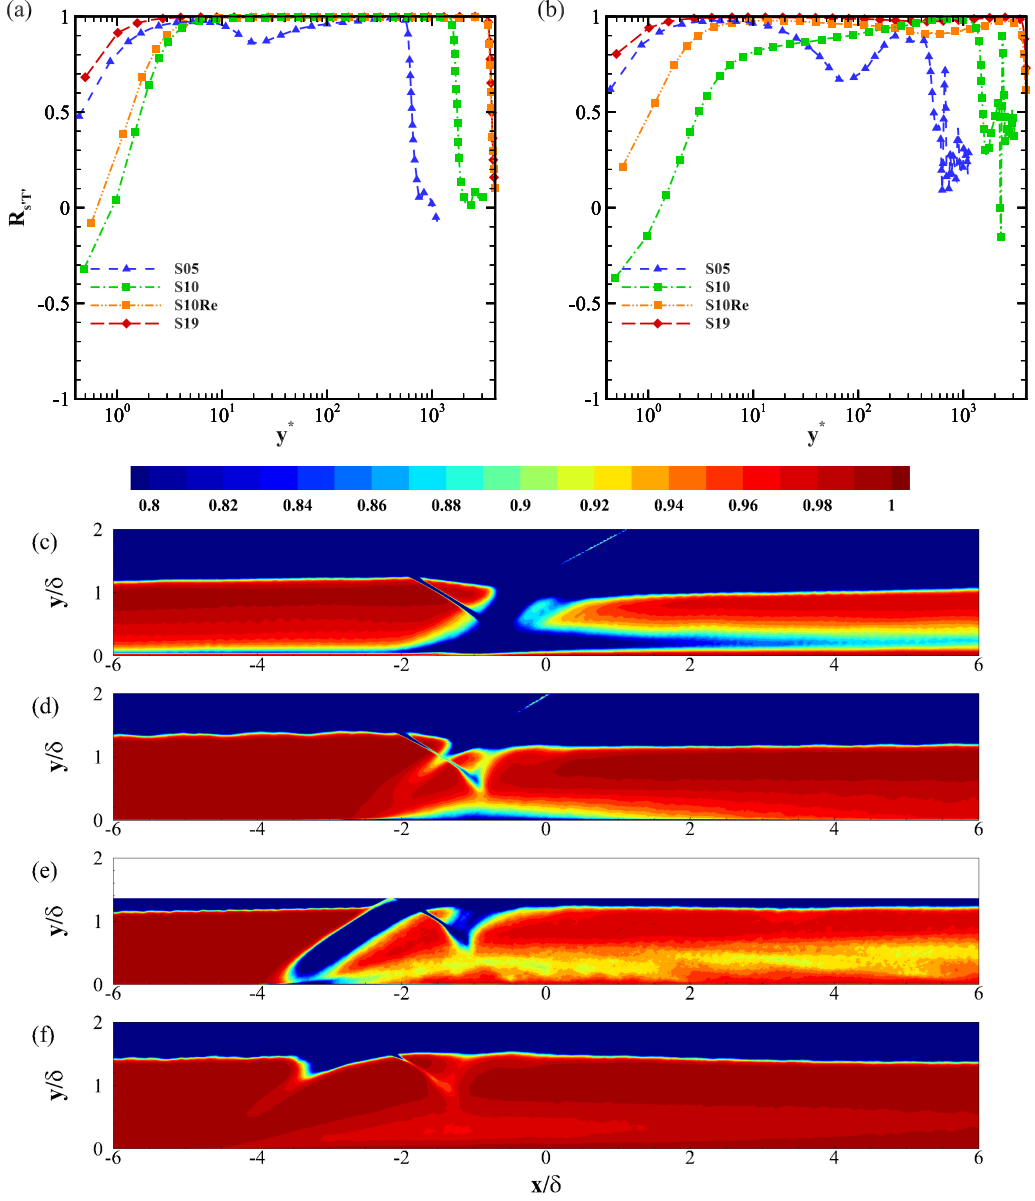 (a)
1
0.5
0
-0.5
-1
R_{s'T'}
S05
S10
S10Re
S19
10^0 10^1 10^2 10^3
y^*
(b)
1
0.5
0
-0.5
-1
S05
S10
S10Re
S19
10^0 10^1 10^2 10^3
y^*
0.8 0.82 0.84 0.86 0.88 0.9 0.92 0.94 0.96 0.98 1
(c)
2
1
0
y/δ
-6 -4 -2 0 2 4 6
(d)
2
1
0
y/δ
-6 -4 -2 0 2 4 6
(e)
2
1
0
y/δ
-6 -4 -2 0 2 4 6
(f)
2
1
0
y/δ
-6 -4 -2 0 2 4 6
x/δ